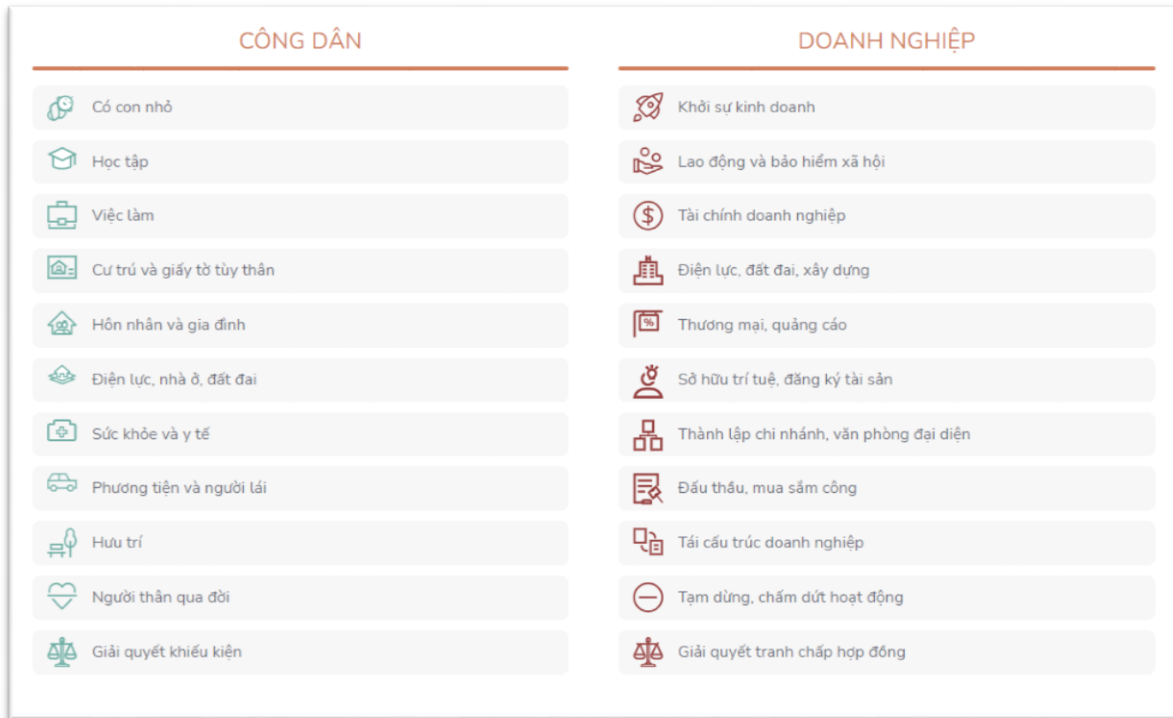 CÔNG DÂN
Có con nhỏ
Học tập
Việc làm
Cư trú và giấy tờ tùy thân
Hôn nhân và gia đình
Điện lực, nhà ở, đất đai
Sức khỏe và y tế
Phương tiện và người lái
Hưu trí
Người thân qua đời
Giải quyết khiếu kiện
DOANH NGHIỆP
Khởi sự kinh doanh
Lao động và bảo hiểm xã hội
Tài chính doanh nghiệp
Điện lực, đất đai, xây dựng
Thương mại, quảng cáo
Sở hữu trí tuệ, đăng ký tài sản
Thành lập chi nhánh, văn phòng đại diện
Đấu thầu, mua sắm công
Tái cấu trúc doanh nghiệp
Tạm dừng, chấm dứt hoạt động
Giải quyết tranh chấp hợp đồng